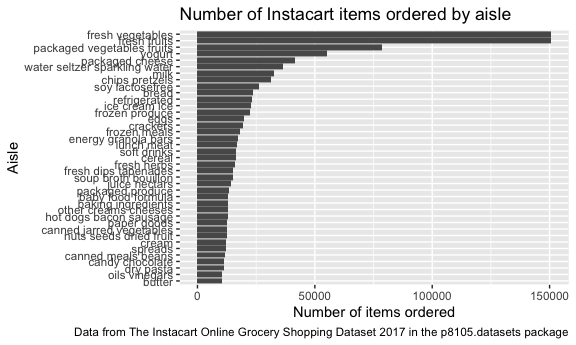 Number of Instacart items ordered by aisle
fresh vegetables
fresh fruits
packaged vegetables fruits
yogurt
packaged cheese
water seltzer sparkling water
milk
chips pretzels
soy lactosefree
bread
refrigerated
ice cream ice
frozen produce
eggs
crackers
frozen meals
energy granola bars
lunch meat
soft drinks
cereal
fresh herbs
fresh dips tapenades
soup broth bouillon
juice nectars
packaged produce
baby food formula
baking ingredients
other creams cheeses
hot dogs bacon sausage
paper goods
canned jarred vegetables
nuts seeds dried fruit
cream
spreads
canned meals beans
candy chocolate
dry pasta
oils vinegars
butter
Aisle
0 50000 100000 150000
Number of items ordered
Data from The Instacart Online Grocery Shopping Dataset 2017 in the p8105.datasets package